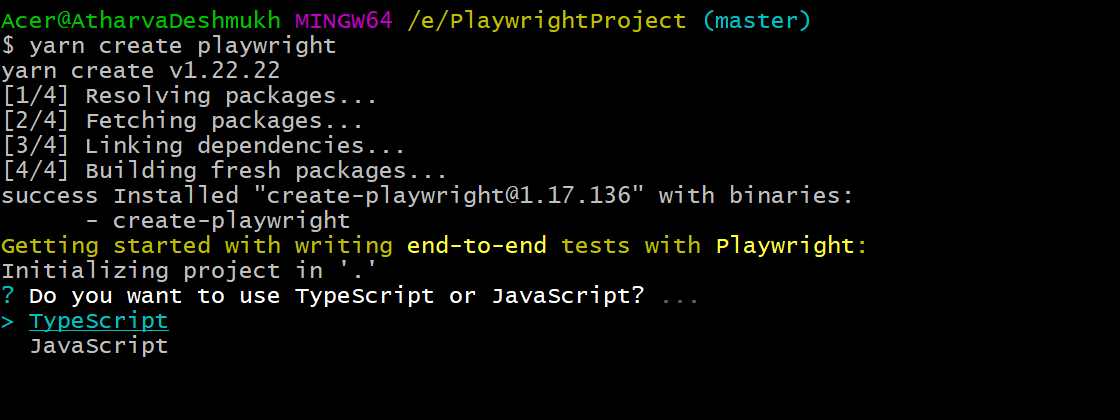 Acer@AtharvaDeshmukh MINGW64 /e/PlaywrightProject (master)
$ yarn create playwright
yarn create v1.22.22
[1/4] Resolving packages...
[2/4] Fetching packages...
[3/4] Linking dependencies...
[4/4] Building fresh packages...
success Installed "create-playwright@1.17.136" with binaries:
      - create-playwright
Getting started with writing end-to-end tests with Playwright:
Initializing project in '.'
? Do you want to use TypeScript or JavaScript? ...
> TypeScript
  JavaScript